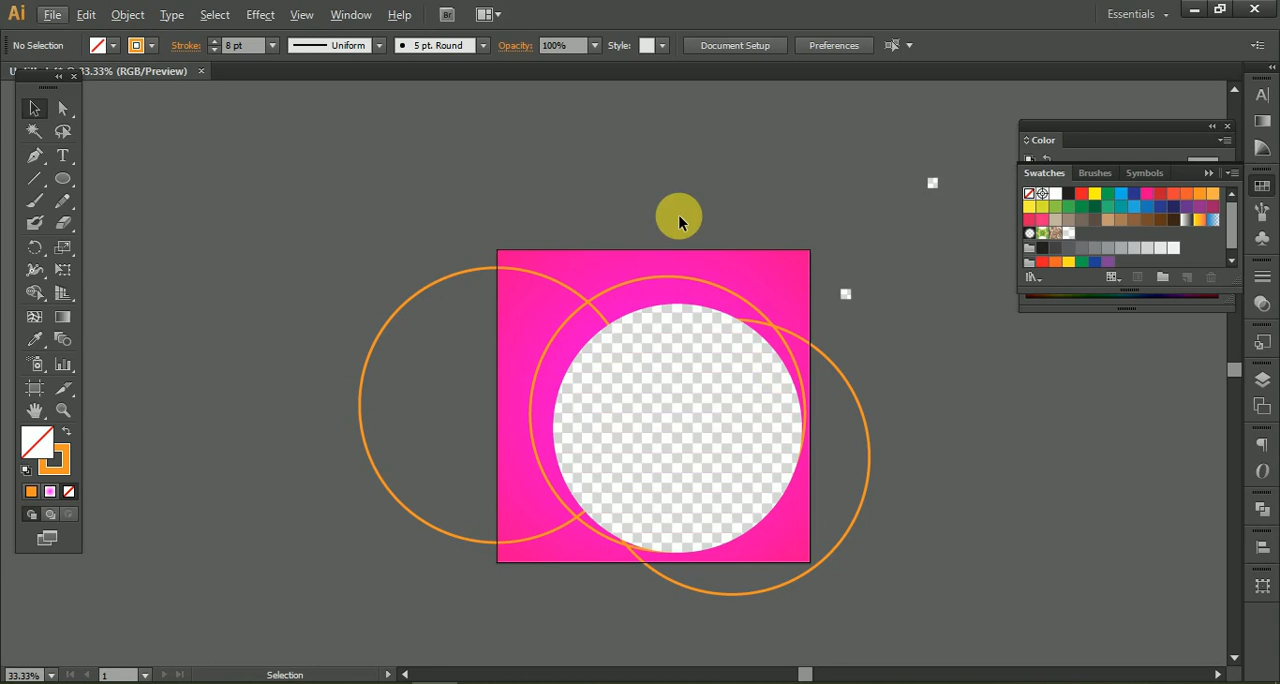 Ai File Edit Object Type Select Effect View Window Help Br Essentials
No Selection Stroke: 8 pt Uniform 5 pt. Round Opacity: 100% Style: Document Setup Preferences
33.33% (RGB/Preview)
Color
Swatches Brushes Symbols
33.33% 1 Selection